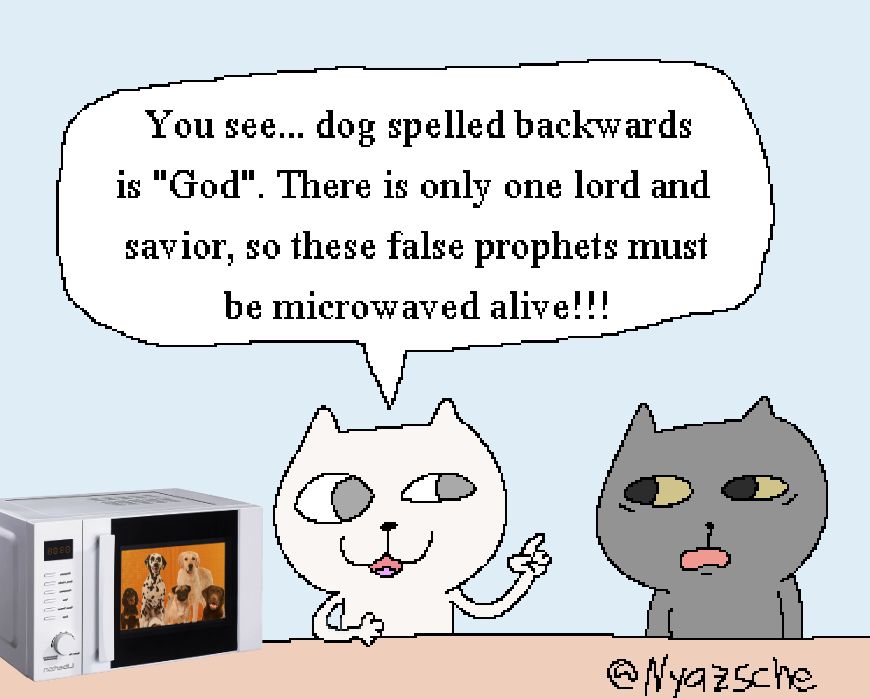 You see... dog spelled backwards
is "God". There is only one lord and
savior, so these false prophets must
be microwaved alive!!!
@Nyazsche